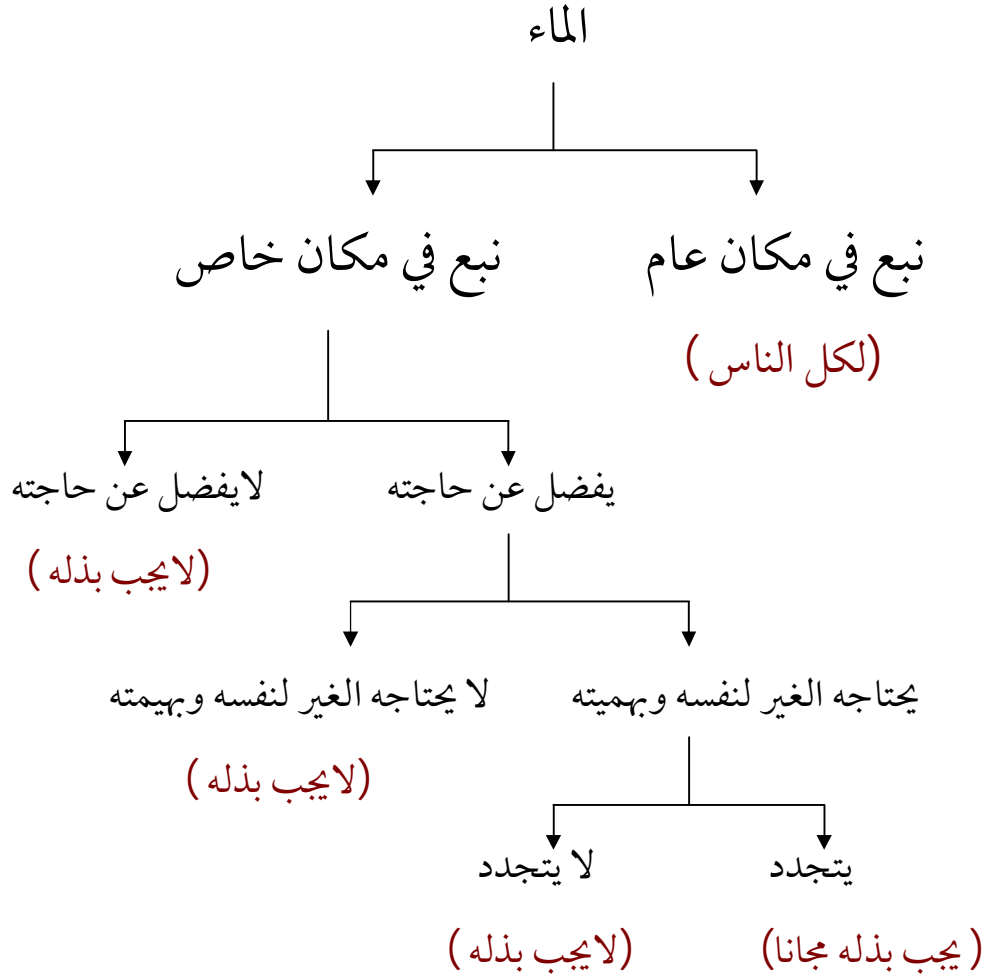 الماء
نبع في مكان عام
نبع في مكان خاص
(لكل الناس )
يفضل عن حاجته
لايفضل عن حاجته
(لايجب بذله )
يحتاجه الغير لنفسه وبهميته
لا يحتاجه الغير لنفسه وبهيمته
(لايجب بذله )
يتجدد
لا يتجدد
( يجب بذله مجانا)
(لايجب بذله )